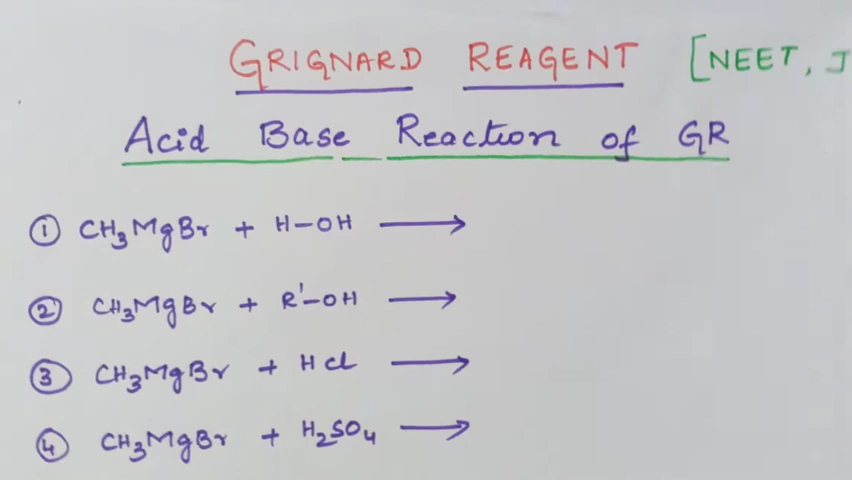 GRIGNARD REAGENT [NEET, J
Acid Base Reaction of GR
① CH₃MgBr + H-OH ⟶
② CH₃MgBr + R'-OH ⟶
③ CH₃MgBr + HCl ⟶
④ CH₃MgBr + H₂SO₄ ⟶